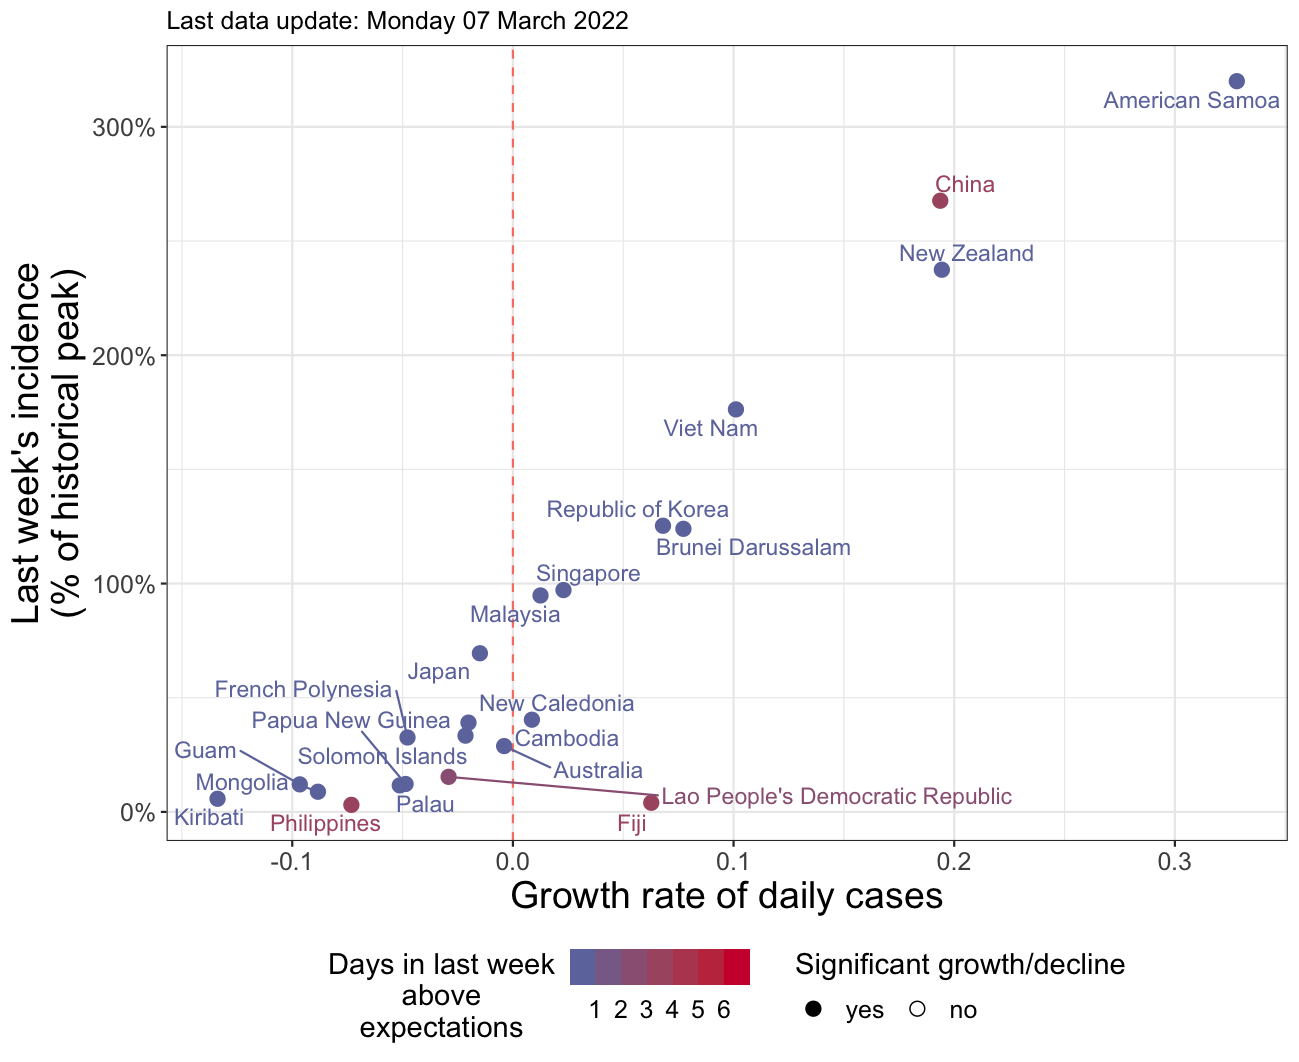 Last data update: Monday 07 March 2022
Last week's incidence
(% of historical peak)
300%
200%
100%
0%
American Samoa
China
New Zealand
Viet Nam
Republic of Korea
Brunei Darussalam
Singapore
Malaysia
Japan
French Polynesia
New Caledonia
Papua New Guinea
Cambodia
Guam
Solomon Islands
Australia
Mongolia
Lao People's Democratic Republic
Palau
Kiribati
Philippines
Fiji
-0.1
0.0
0.1
0.2
0.3
Growth rate of daily cases
Days in last week
above
expectations
1 2 3 4 5 6
Significant growth/decline
yes
no